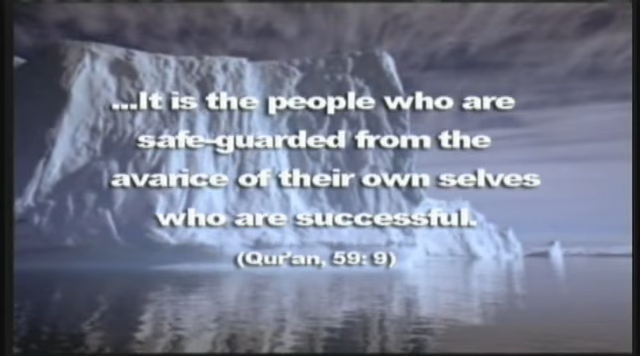 ...It is the people who are
safe-guarded from the
avarice of their own selves
who are successful.
(Qur'an, 59: 9)